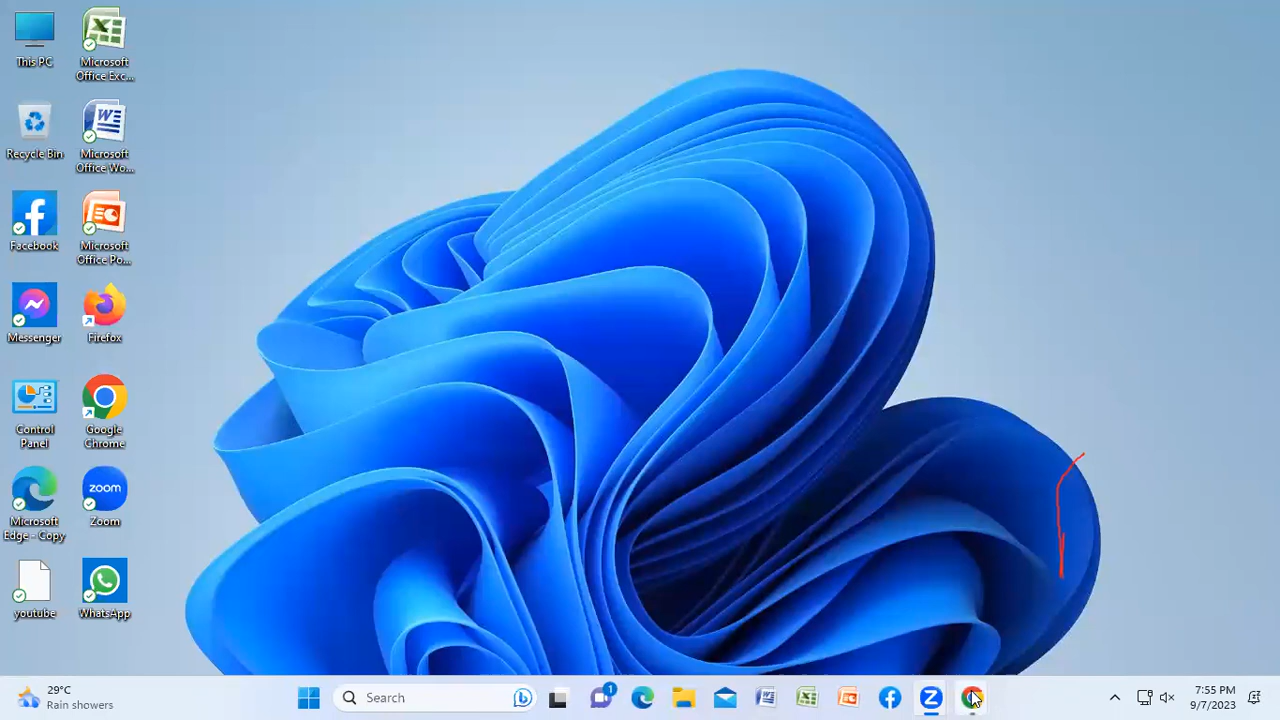 This PC
Microsoft
Office Exc...
Recycle Bin
Microsoft
Office Wo...
Facebook
Microsoft
Office Po...
Messenger
Firefox
Control
Panel
Google
Chrome
zoom
Microsoft
Edge - Copy
Zoom
youtube
WhatsApp
29°C
Rain showers
Search
1
7:55 PM
9/7/2023